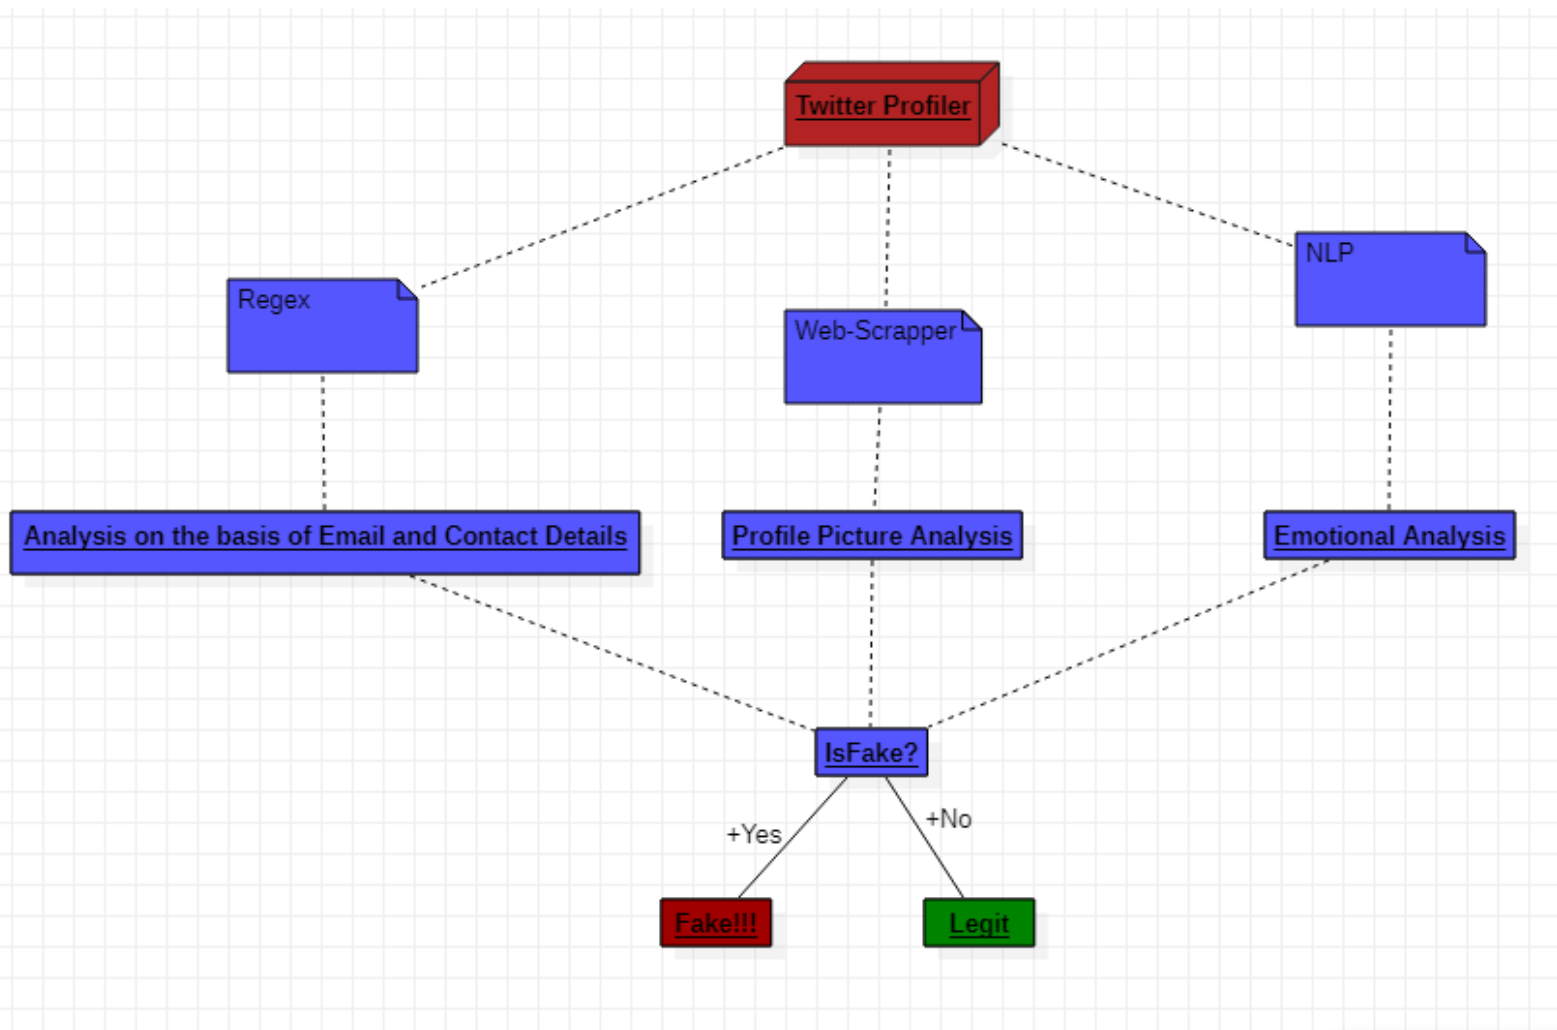 Twitter Profiler
NLP
Regex
Web-Scrapper
Analysis on the basis of Email and Contact Details
Profile Picture Analysis
Emotional Analysis
IsFake?
+Yes
+No
Fake!!!
Legit